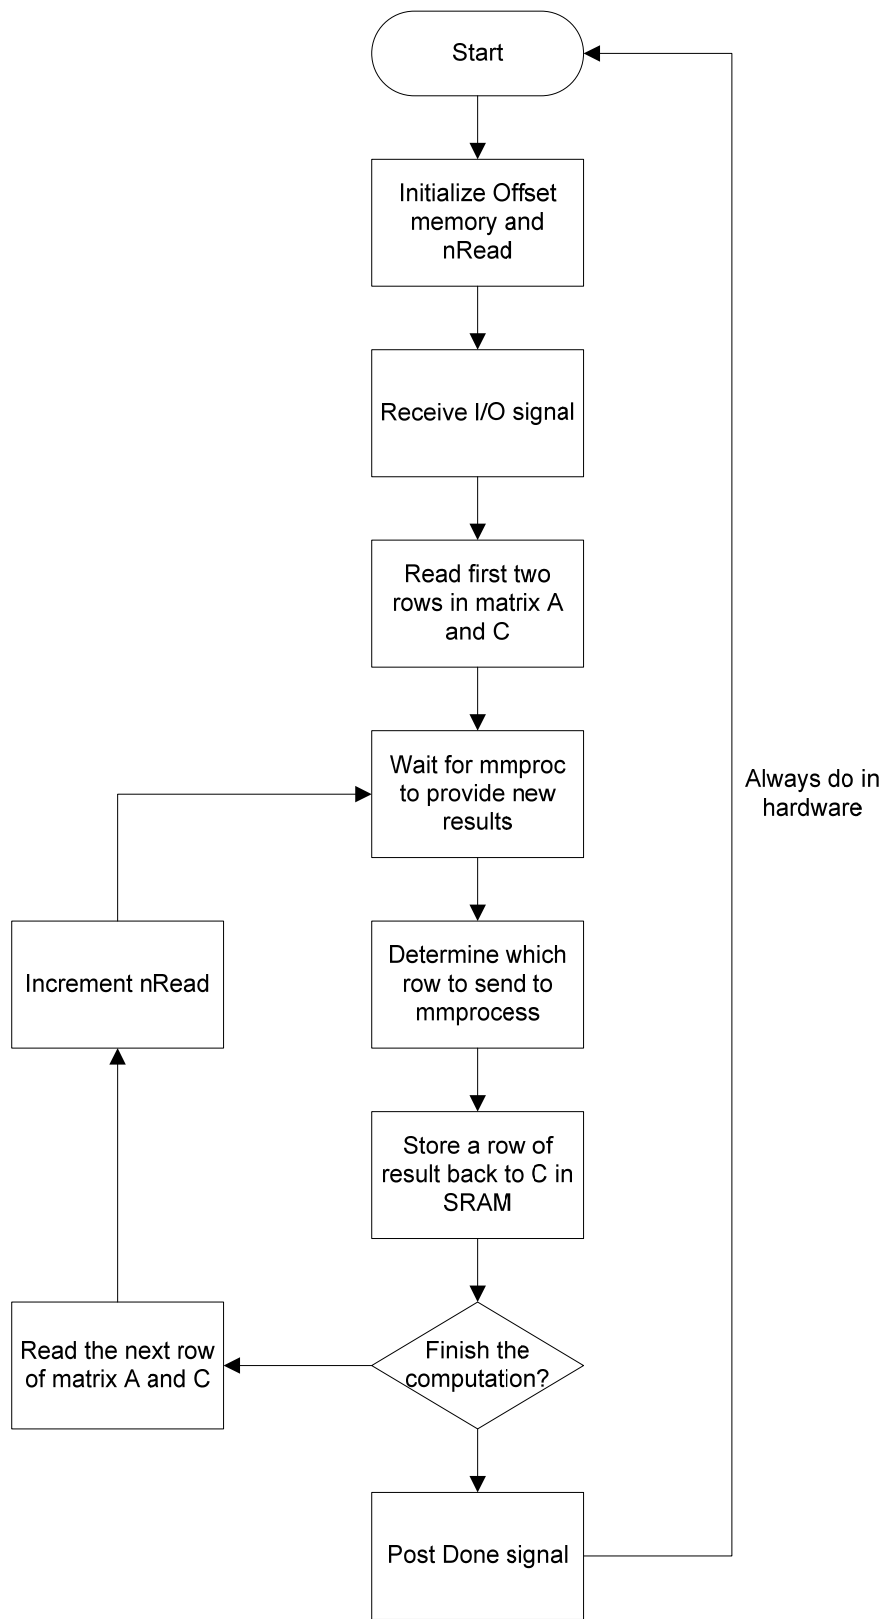 Start
Initialize Offset
memory and
nRead
Receive I/O signal
Read first two
rows in matrix A
and C
Wait for mmproc
to provide new
results
Always do in
hardware
Determine which
row to send to
mmprocess
Increment nRead
Store a row of
result back to C in
SRAM
Finish the
computation?
Read the next row
of matrix A and C
Post Done signal